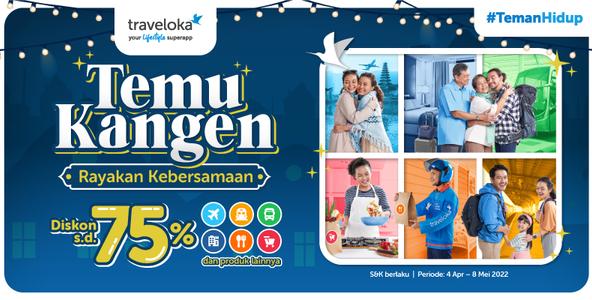 traveloka
your lifestyle superapp
#TemanHidup
Temu
Kangen
Rayakan Kebersamaan
Diskon
s.d. 75%
dan produk lainnya
traveloka
S&K berlaku | Periode: 4 Apr – 8 Mei 2022